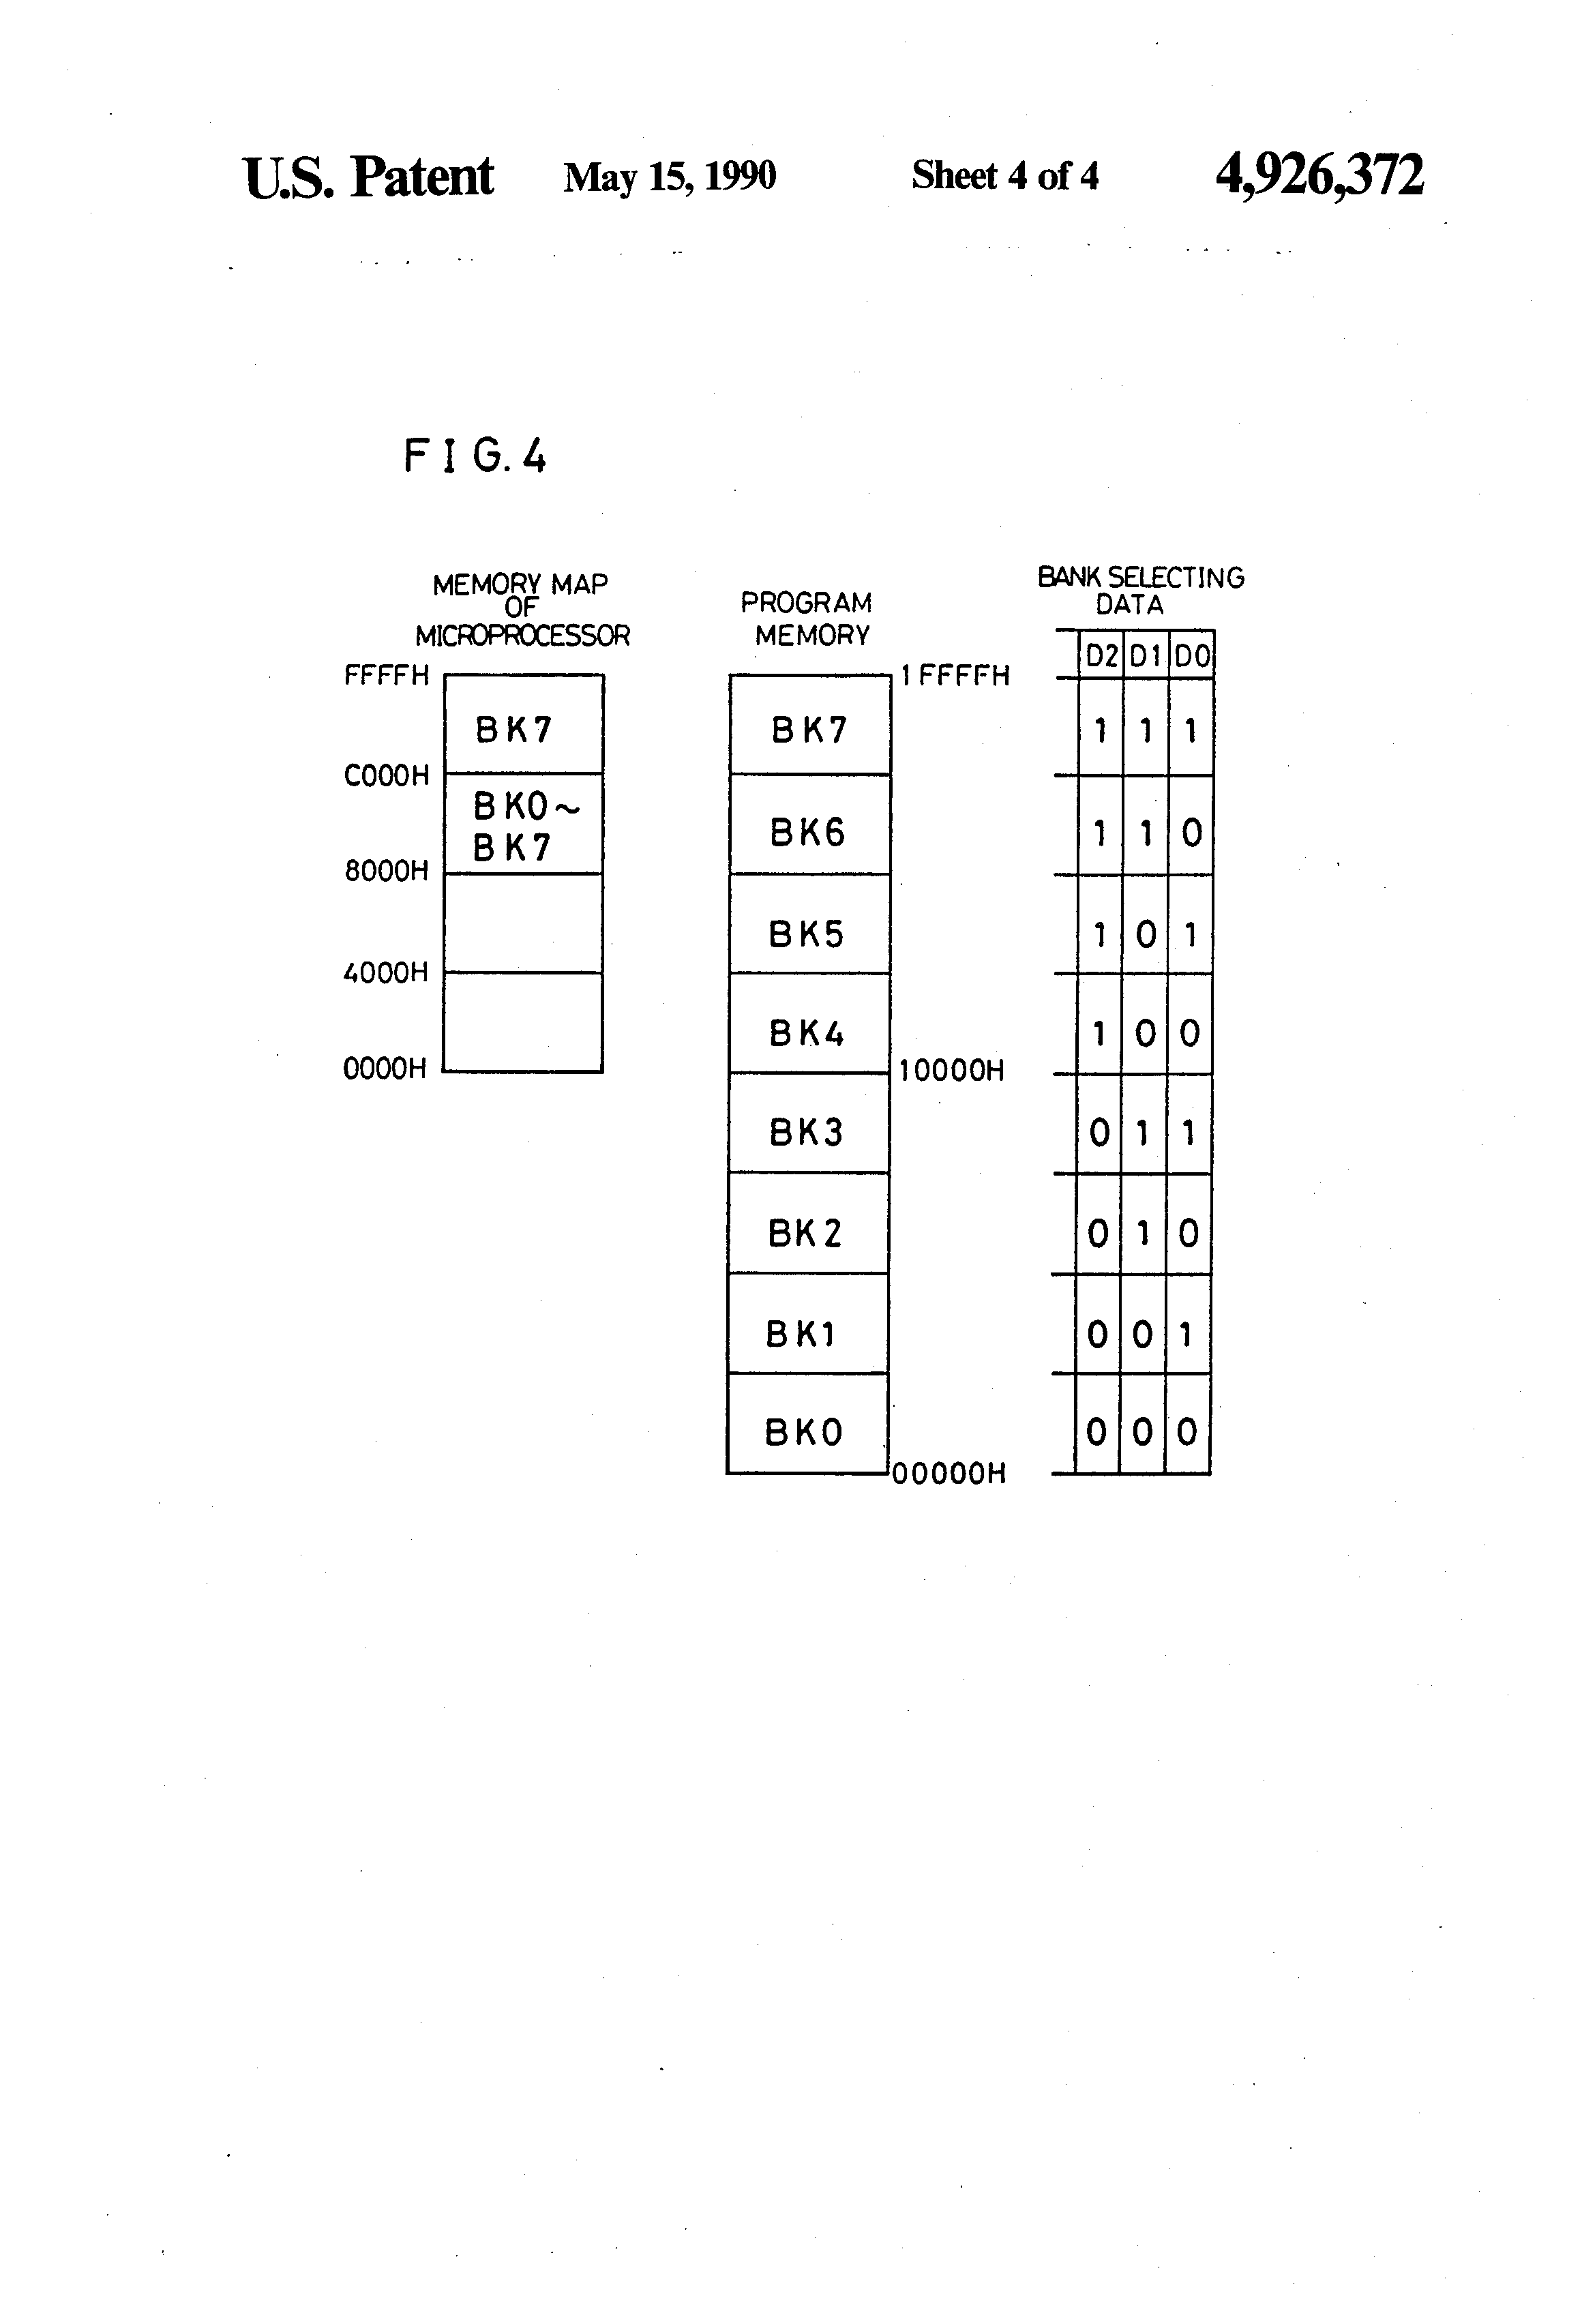 U.S. Patent May 15, 1990 Sheet 4 of 4 4,926,372
FIG. 4
MEMORY MAP
OF
MICROPROCESSOR
FFFFH
BK7
C000H
BK0~
BK7
8000H
4000H
0000H
PROGRAM
MEMORY
1FFFFH
BK7
BK6
BK5
BK4
10000H
BK3
BK2
BK1
BK0
00000H
BANK SELECTING
DATA
D2 D1 D0
1 1 1
1 1 0
1 0 1
1 0 0
0 1 1
0 1 0
0 0 1
0 0 0